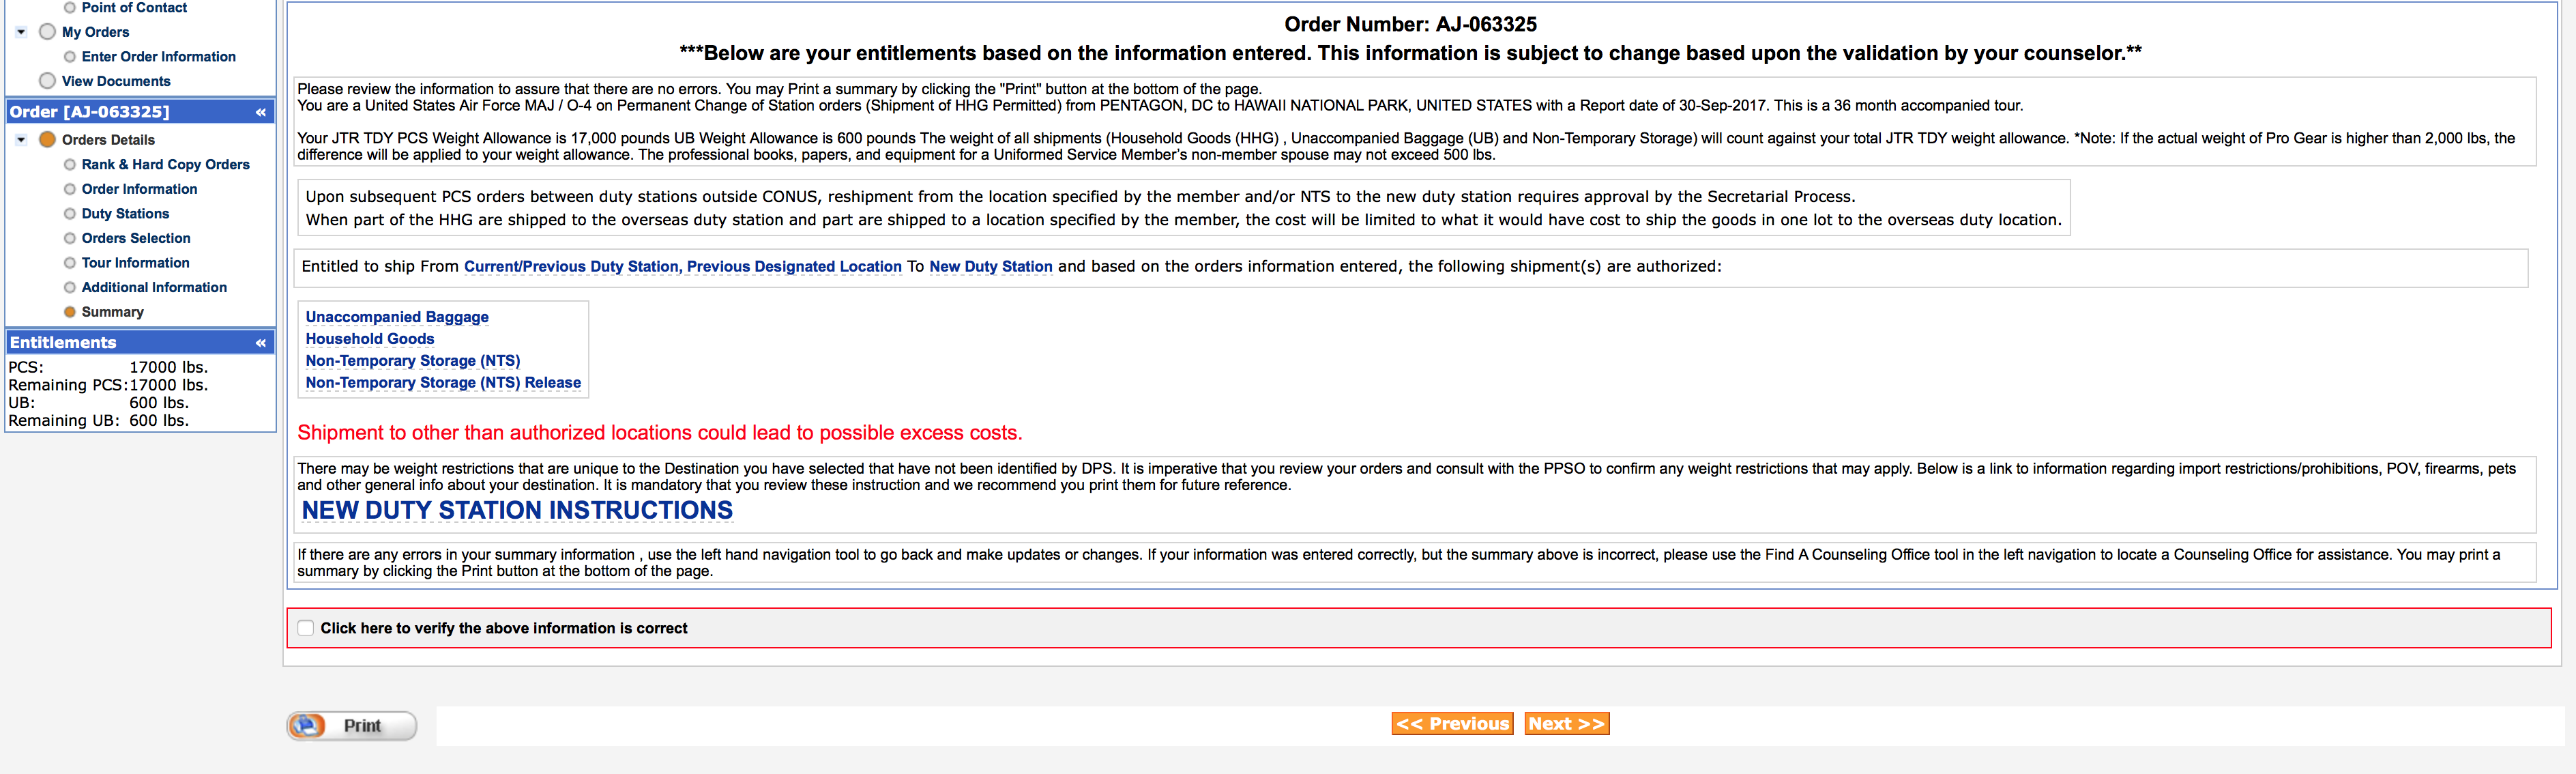 Point of Contact
My Orders
Enter Order Information
View Documents
Order [AJ-063325] «
Orders Details
Rank & Hard Copy Orders
Order Information
Duty Stations
Orders Selection
Tour Information
Additional Information
Summary
Entitlements «
PCS: 17000 lbs.
Remaining PCS:17000 lbs.
UB: 600 lbs.
Remaining UB: 600 lbs.
Order Number: AJ-063325
***Below are your entitlements based on the information entered. This information is subject to change based upon the validation by your counselor.**
Please review the information to assure that there are no errors. You may Print a summary by clicking the "Print" button at the bottom of the page.
You are a United States Air Force MAJ / O-4 on Permanent Change of Station orders (Shipment of HHG Permitted) from PENTAGON, DC to HAWAII NATIONAL PARK, UNITED STATES with a Report date of 30-Sep-2017. This is a 36 month accompanied tour.
Your JTR TDY PCS Weight Allowance is 17,000 pounds UB Weight Allowance is 600 pounds The weight of all shipments (Household Goods (HHG) , Unaccompanied Baggage (UB) and Non-Temporary Storage) will count against your total JTR TDY weight allowance. *Note: If the actual weight of Pro Gear is higher than 2,000 lbs, the
difference will be applied to your weight allowance. The professional books, papers, and equipment for a Uniformed Service Member's non-member spouse may not exceed 500 lbs.
Upon subsequent PCS orders between duty stations outside CONUS, reshipment from the location specified by the member and/or NTS to the new duty station requires approval by the Secretarial Process.
When part of the HHG are shipped to the overseas duty station and part are shipped to a location specified by the member, the cost will be limited to what it would have cost to ship the goods in one lot to the overseas duty location.
Entitled to ship From Current/Previous Duty Station, Previous Designated Location To New Duty Station and based on the orders information entered, the following shipment(s) are authorized:
Unaccompanied Baggage
Household Goods
Non-Temporary Storage (NTS)
Non-Temporary Storage (NTS) Release
Shipment to other than authorized locations could lead to possible excess costs.
There may be weight restrictions that are unique to the Destination you have selected that have not been identified by DPS. It is imperative that you review your orders and consult with the PPSO to confirm any weight restrictions that may apply. Below is a link to information regarding import restrictions/prohibitions, POV, firearms, pets
and other general info about your destination. It is mandatory that you review these instruction and we recommend you print them for future reference.
NEW DUTY STATION INSTRUCTIONS
If there are any errors in your summary information , use the left hand navigation tool to go back and make updates or changes. If your information was entered correctly, but the summary above is incorrect, please use the Find A Counseling Office tool in the left navigation to locate a Counseling Office for assistance. You may print a
summary by clicking the Print button at the bottom of the page.
Click here to verify the above information is correct
Print
<< Previous Next >>